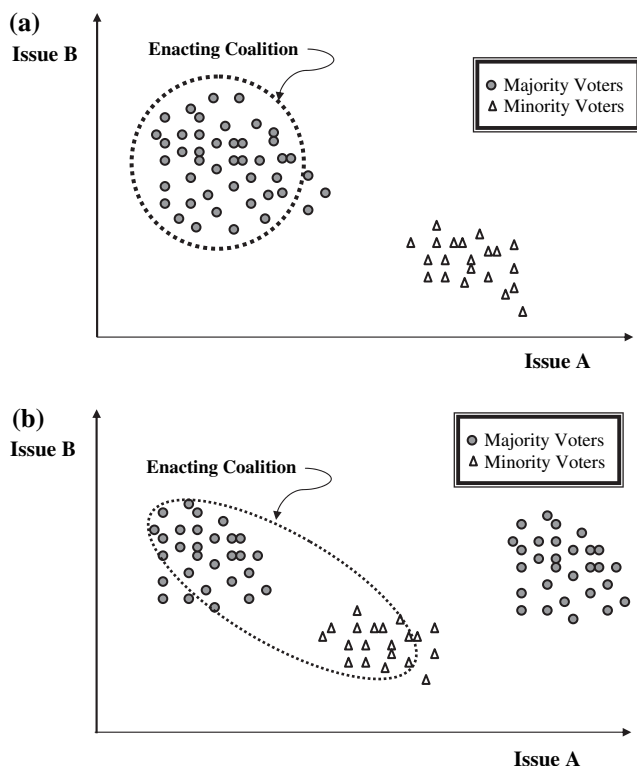 (a)
Issue B
Enacting Coalition
Majority Voters
Minority Voters
Issue A
(b)
Issue B
Enacting Coalition
Majority Voters
Minority Voters
Issue A